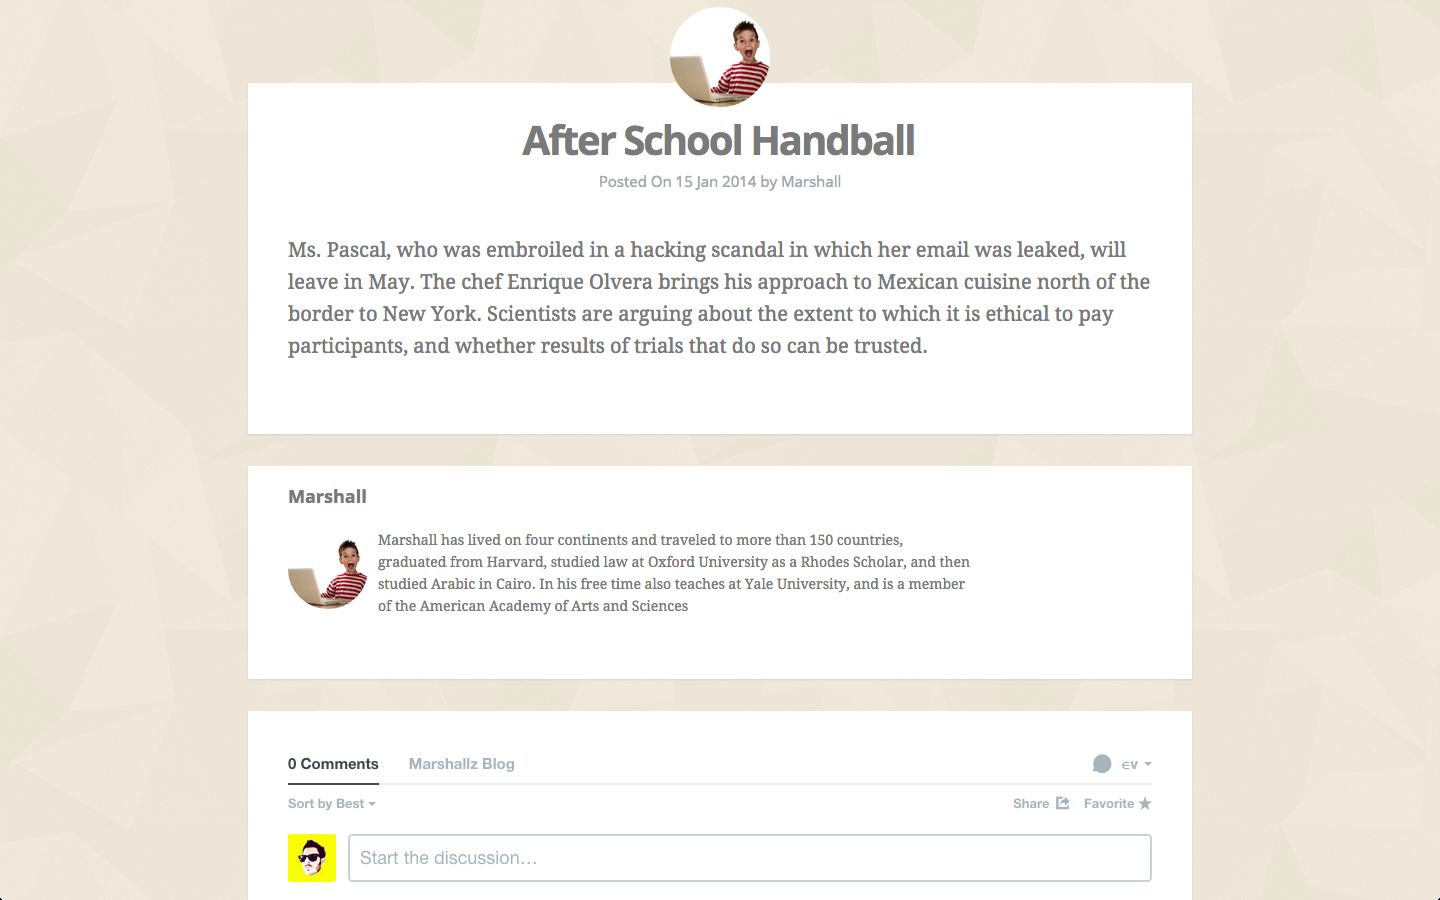 After School Handball
Posted On 15 Jan 2014 by Marshall
Ms. Pascal, who was embroiled in a hacking scandal in which her email was leaked, will
leave in May. The chef Enrique Olvera brings his approach to Mexican cuisine north of the
border to New York. Scientists are arguing about the extent to which it is ethical to pay
participants, and whether results of trials that do so can be trusted.
Marshall
Marshall has lived on four continents and traveled to more than 150 countries,
graduated from Harvard, studied law at Oxford University as a Rhodes Scholar, and then
studied Arabic in Cairo. In his free time also teaches at Yale University, and is a member
of the American Academy of Arts and Sciences
0 Comments Marshallz Blog ∈v
Sort by Best Share Favorite
Start the discussion…